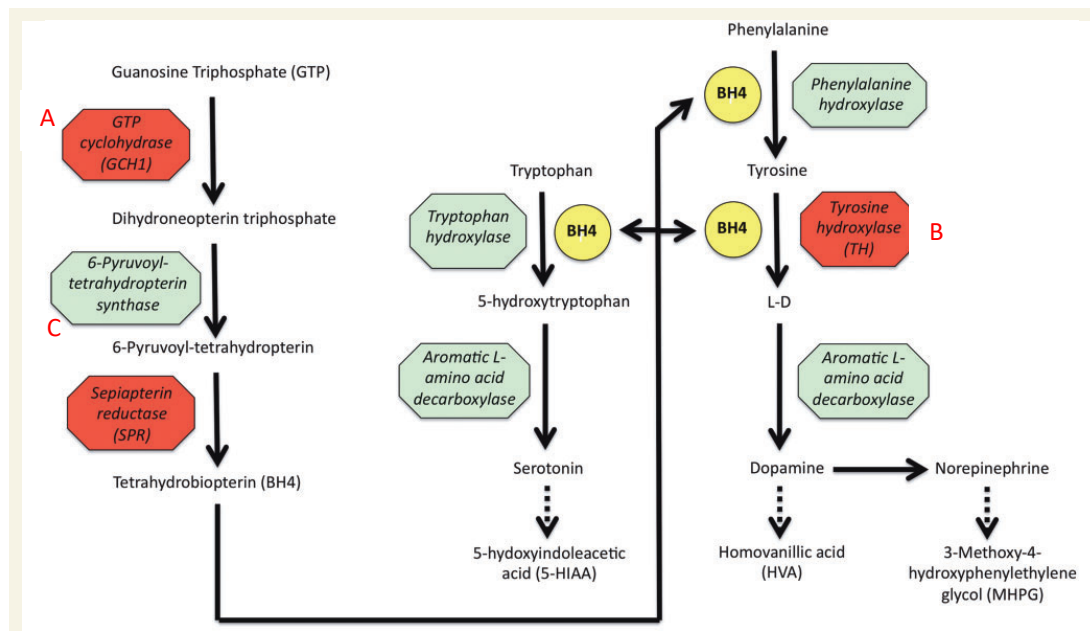 Guanosine Triphosphate (GTP)
A
GTP
cyclohydrase
(GCH1)
Dihydroneopterin triphosphate
6-Pyruvoyl-
tetrahydropterin
synthase
C
6-Pyruvoyl-tetrahydropterin
Sepiapterin
reductase
(SPR)
Tetrahydrobiopterin (BH4)
Tryptophan
Tryptophan
hydroxylase
BH4
5-hydroxytryptophan
Aromatic L-
amino acid
decarboxylase
Serotonin
5-hydoxyindoleacetic
acid (5-HIAA)
Phenylalanine
BH4
Phenylalanine
hydroxylase
Tyrosine
BH4
Tyrosine
hydroxylase
(TH)
B
L-D
Aromatic L-
amino acid
decarboxylase
Dopamine
Norepinephrine
Homovanillic acid
(HVA)
3-Methoxy-4-
hydroxyphenylethylene
glycol (MHPG)